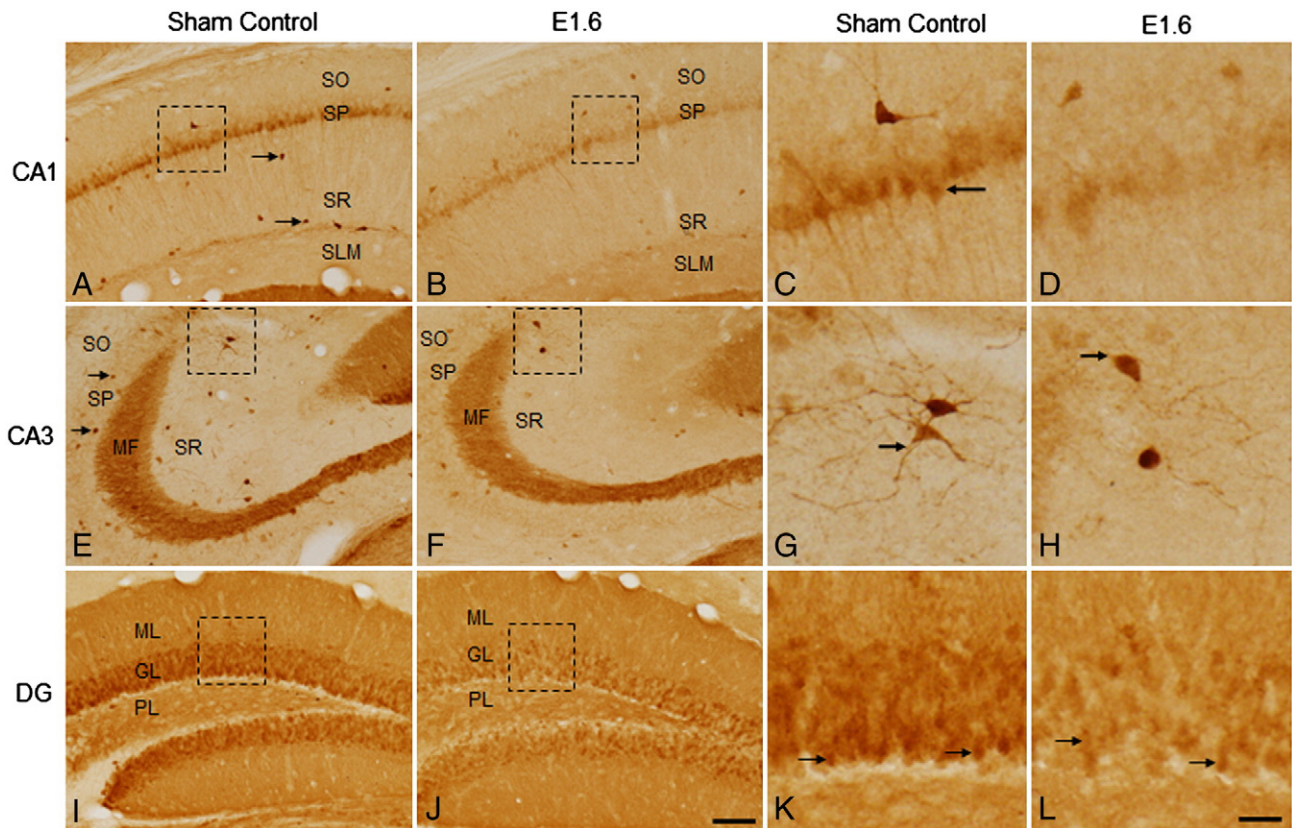 Sham Control E1.6 Sham Control E1.6
CA1
SO
SP
SR
SLM
A
SO
SP
SR
SLM
B
C
D
CA3
SO
SP
MF
SR
E
SO
SP
MF
SR
F
G
H
DG
ML
GL
PL
I
ML
GL
PL
J
K
L